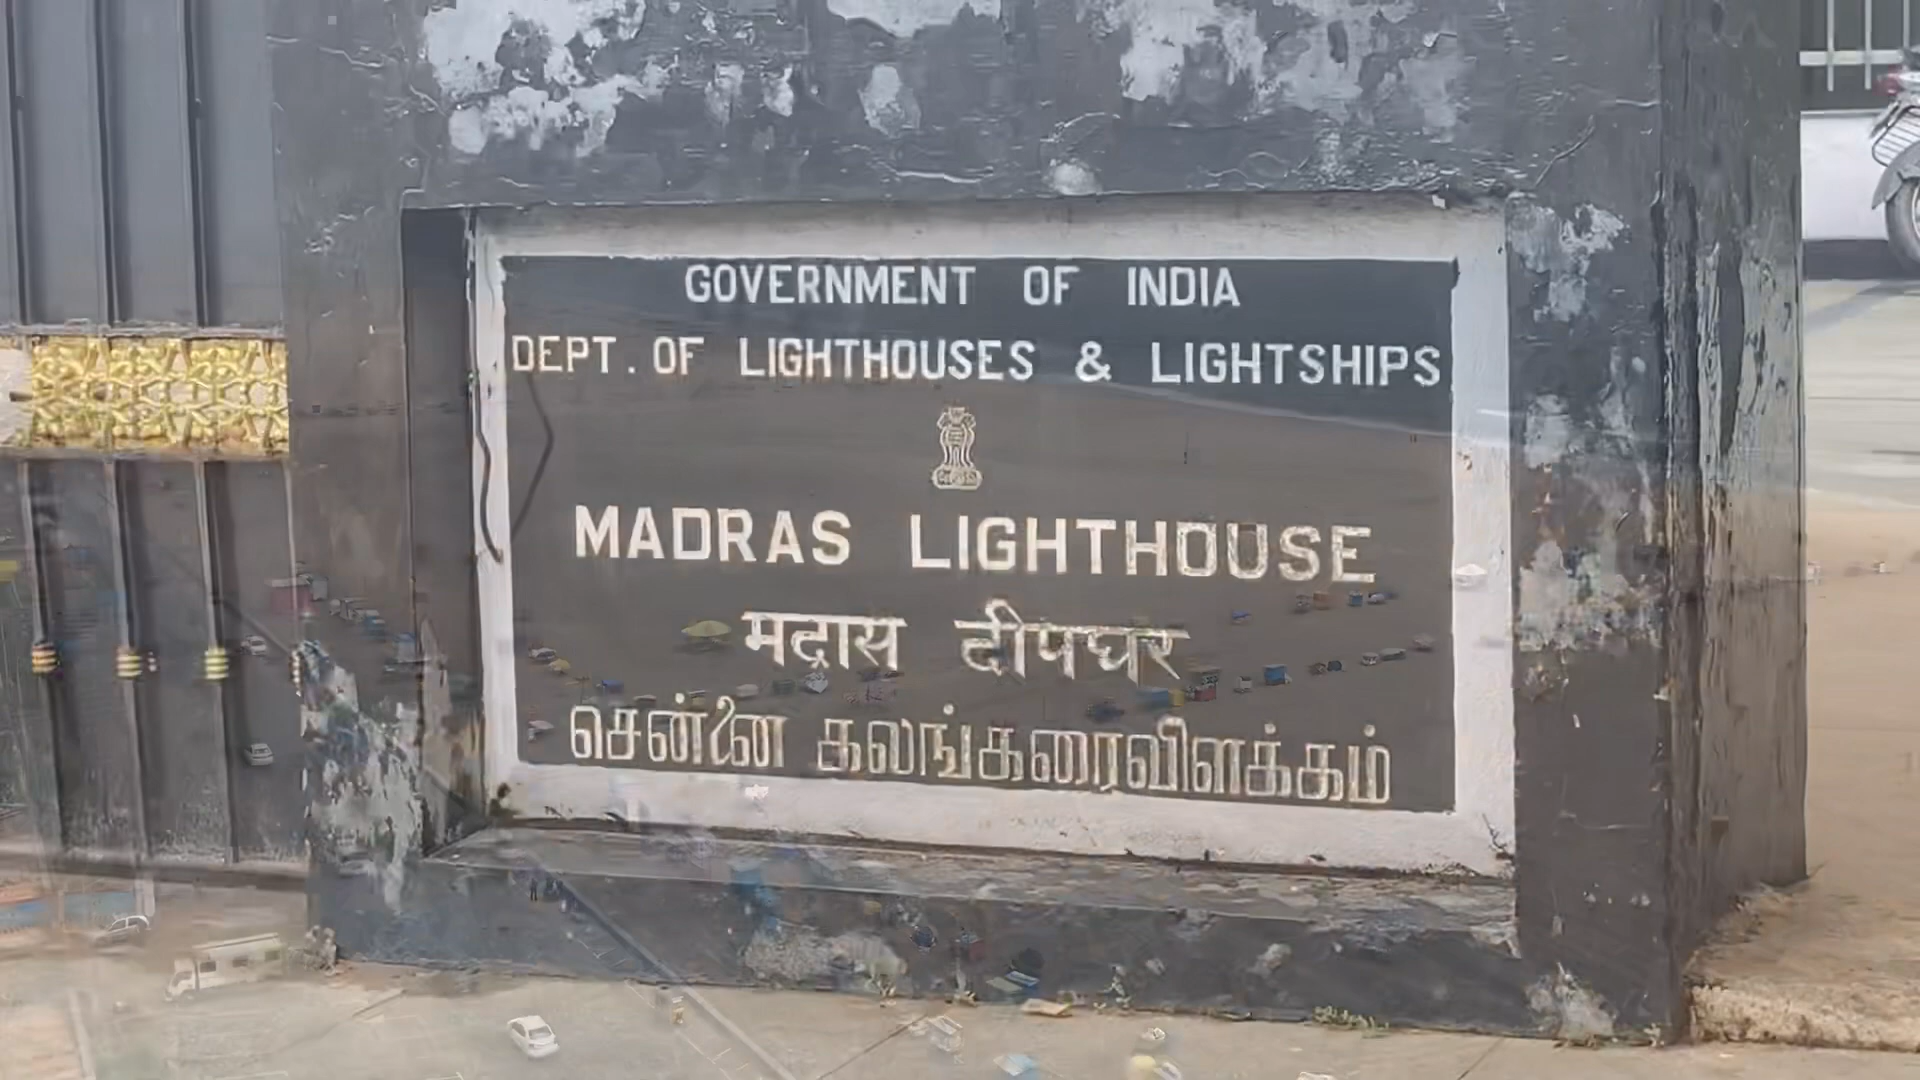 GOVERNMENT OF INDIA
DEPT. OF LIGHTHOUSES & LIGHTSHIPS
MADRAS LIGHTHOUSE
मद्रास दीपघर
சென்னை கலங்கரைவிளக்கம்